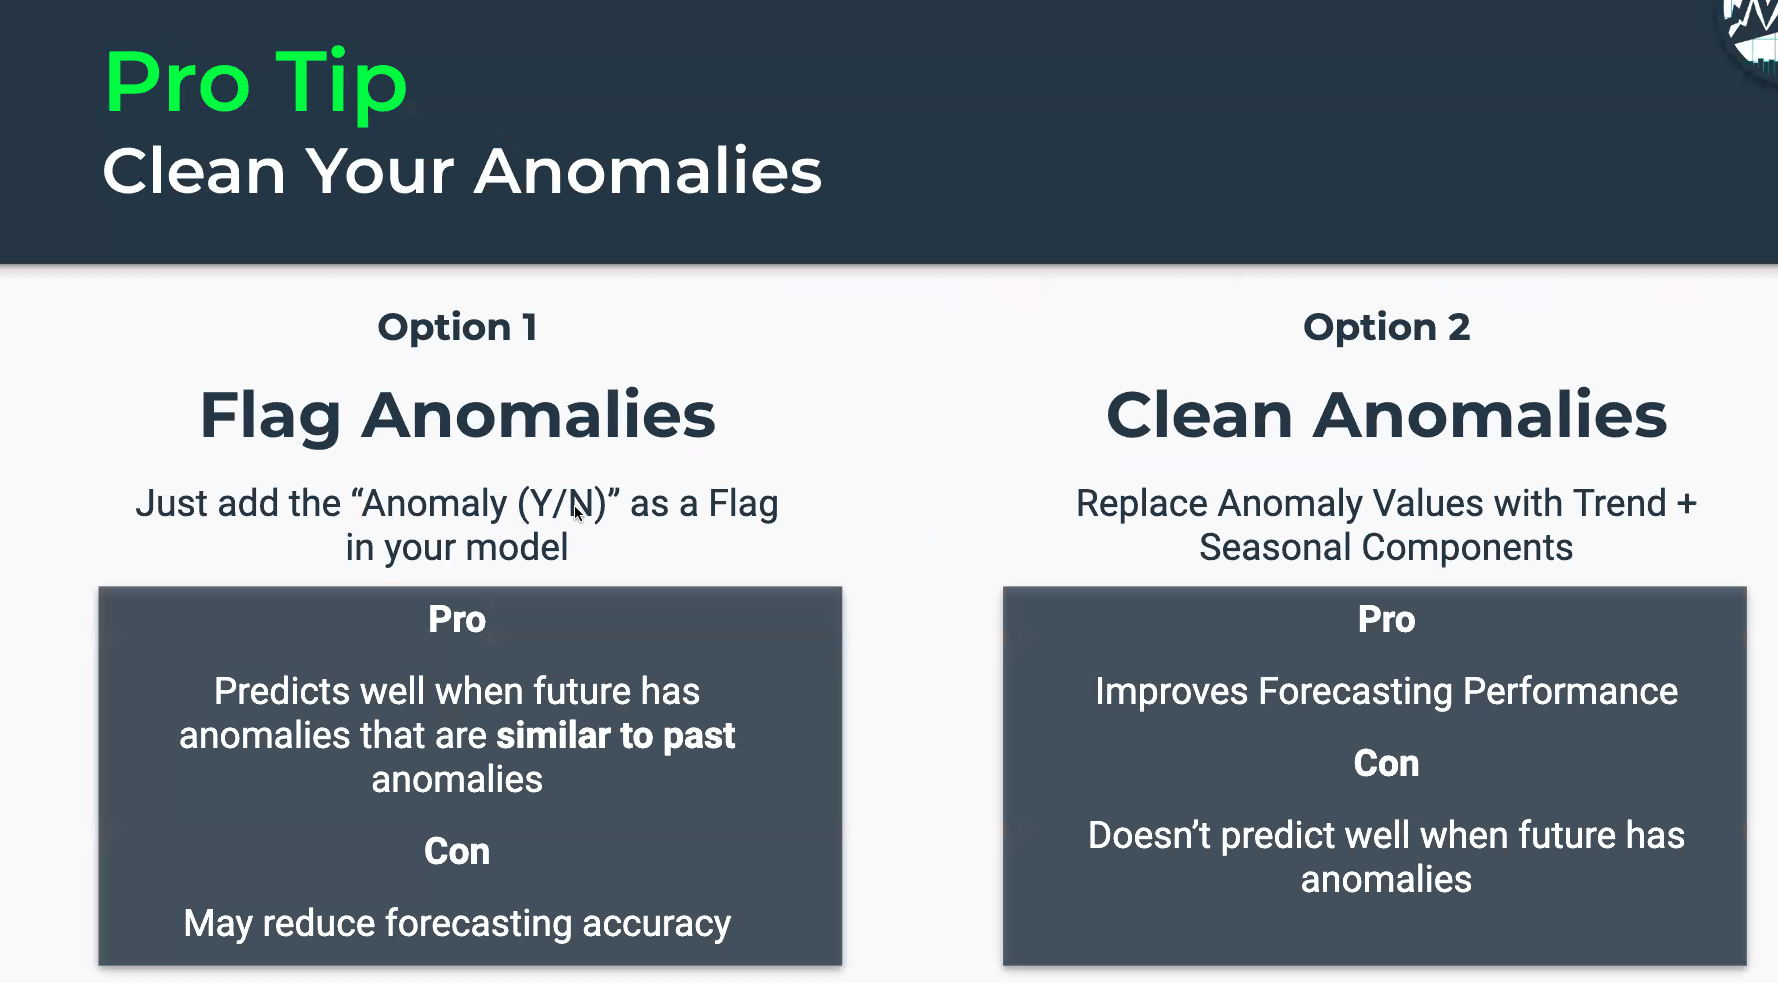 Pro Tip
Clean Your Anomalies
Option 1
Flag Anomalies
Just add the “Anomaly (Y/N)” as a Flag
in your model
Pro
Predicts well when future has
anomalies that are similar to past
anomalies
Con
May reduce forecasting accuracy
Option 2
Clean Anomalies
Replace Anomaly Values with Trend +
Seasonal Components
Pro
Improves Forecasting Performance
Con
Doesn’t predict well when future has
anomalies